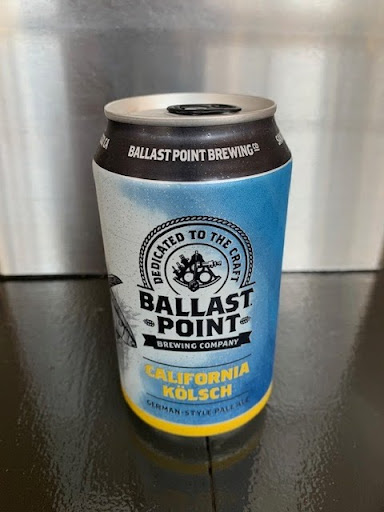 BALLAST POINT BREWING CO
DEDICATED TO THE CRAFT
BALLAST
POINT
BREWING COMPANY
CALIFORNIA
KÖLSCH
GERMAN-STYLE PALE ALE